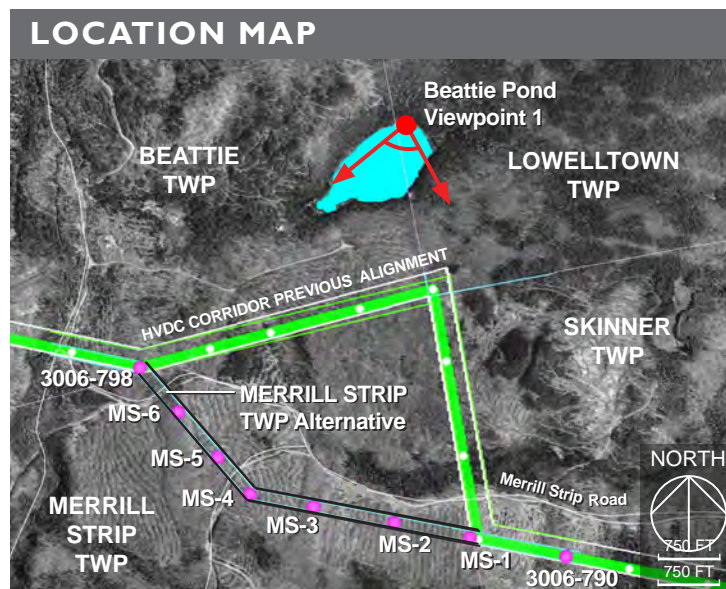 LOCATION MAP
Beattie Pond
Viewpoint 1
BEATTIE
TWP
LOWELLTOWN
TWP
HVDC CORRIDOR PREVIOUS ALIGNMENT
SKINNER
TWP
3006-798
MERRILL STRIP
TWP Alternative
MS-6
MS-5
MS-4
MS-3
MS-2
MS-1
Merrill Strip Road
MERRILL
STRIP
TWP
3006-790
NORTH
750 FT
750 FT